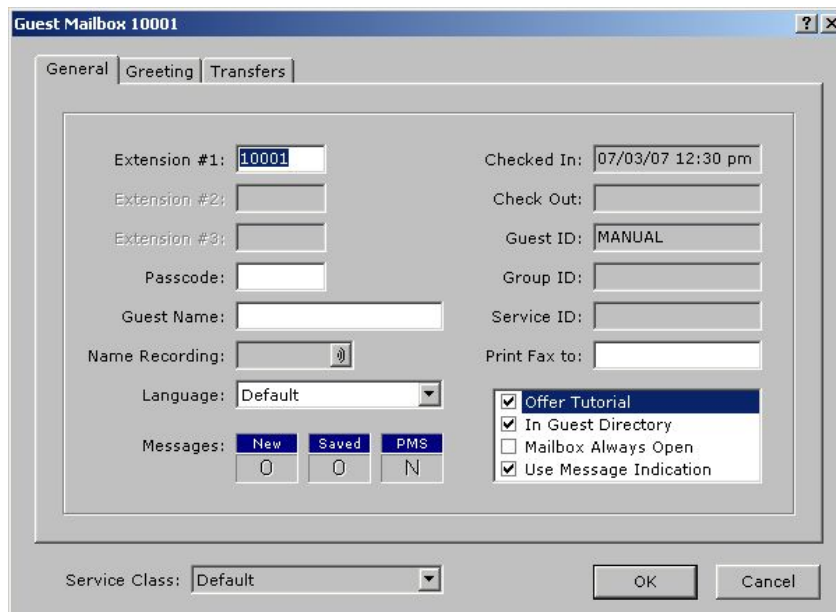 Guest Mailbox 10001
General Greeting Transfers
Extension #1: 10001
Checked In: 07/03/07 12:30 pm
Extension #2:
Check Out:
Extension #3:
Guest ID: MANUAL
Passcode:
Group ID:
Guest Name:
Service ID:
Name Recording:
Print Fax to:
Language: Default
Offer Tutorial
In Guest Directory
Mailbox Always Open
Use Message Indication
Messages:
New Saved PMS
0 0 N
Service Class: Default
OK Cancel